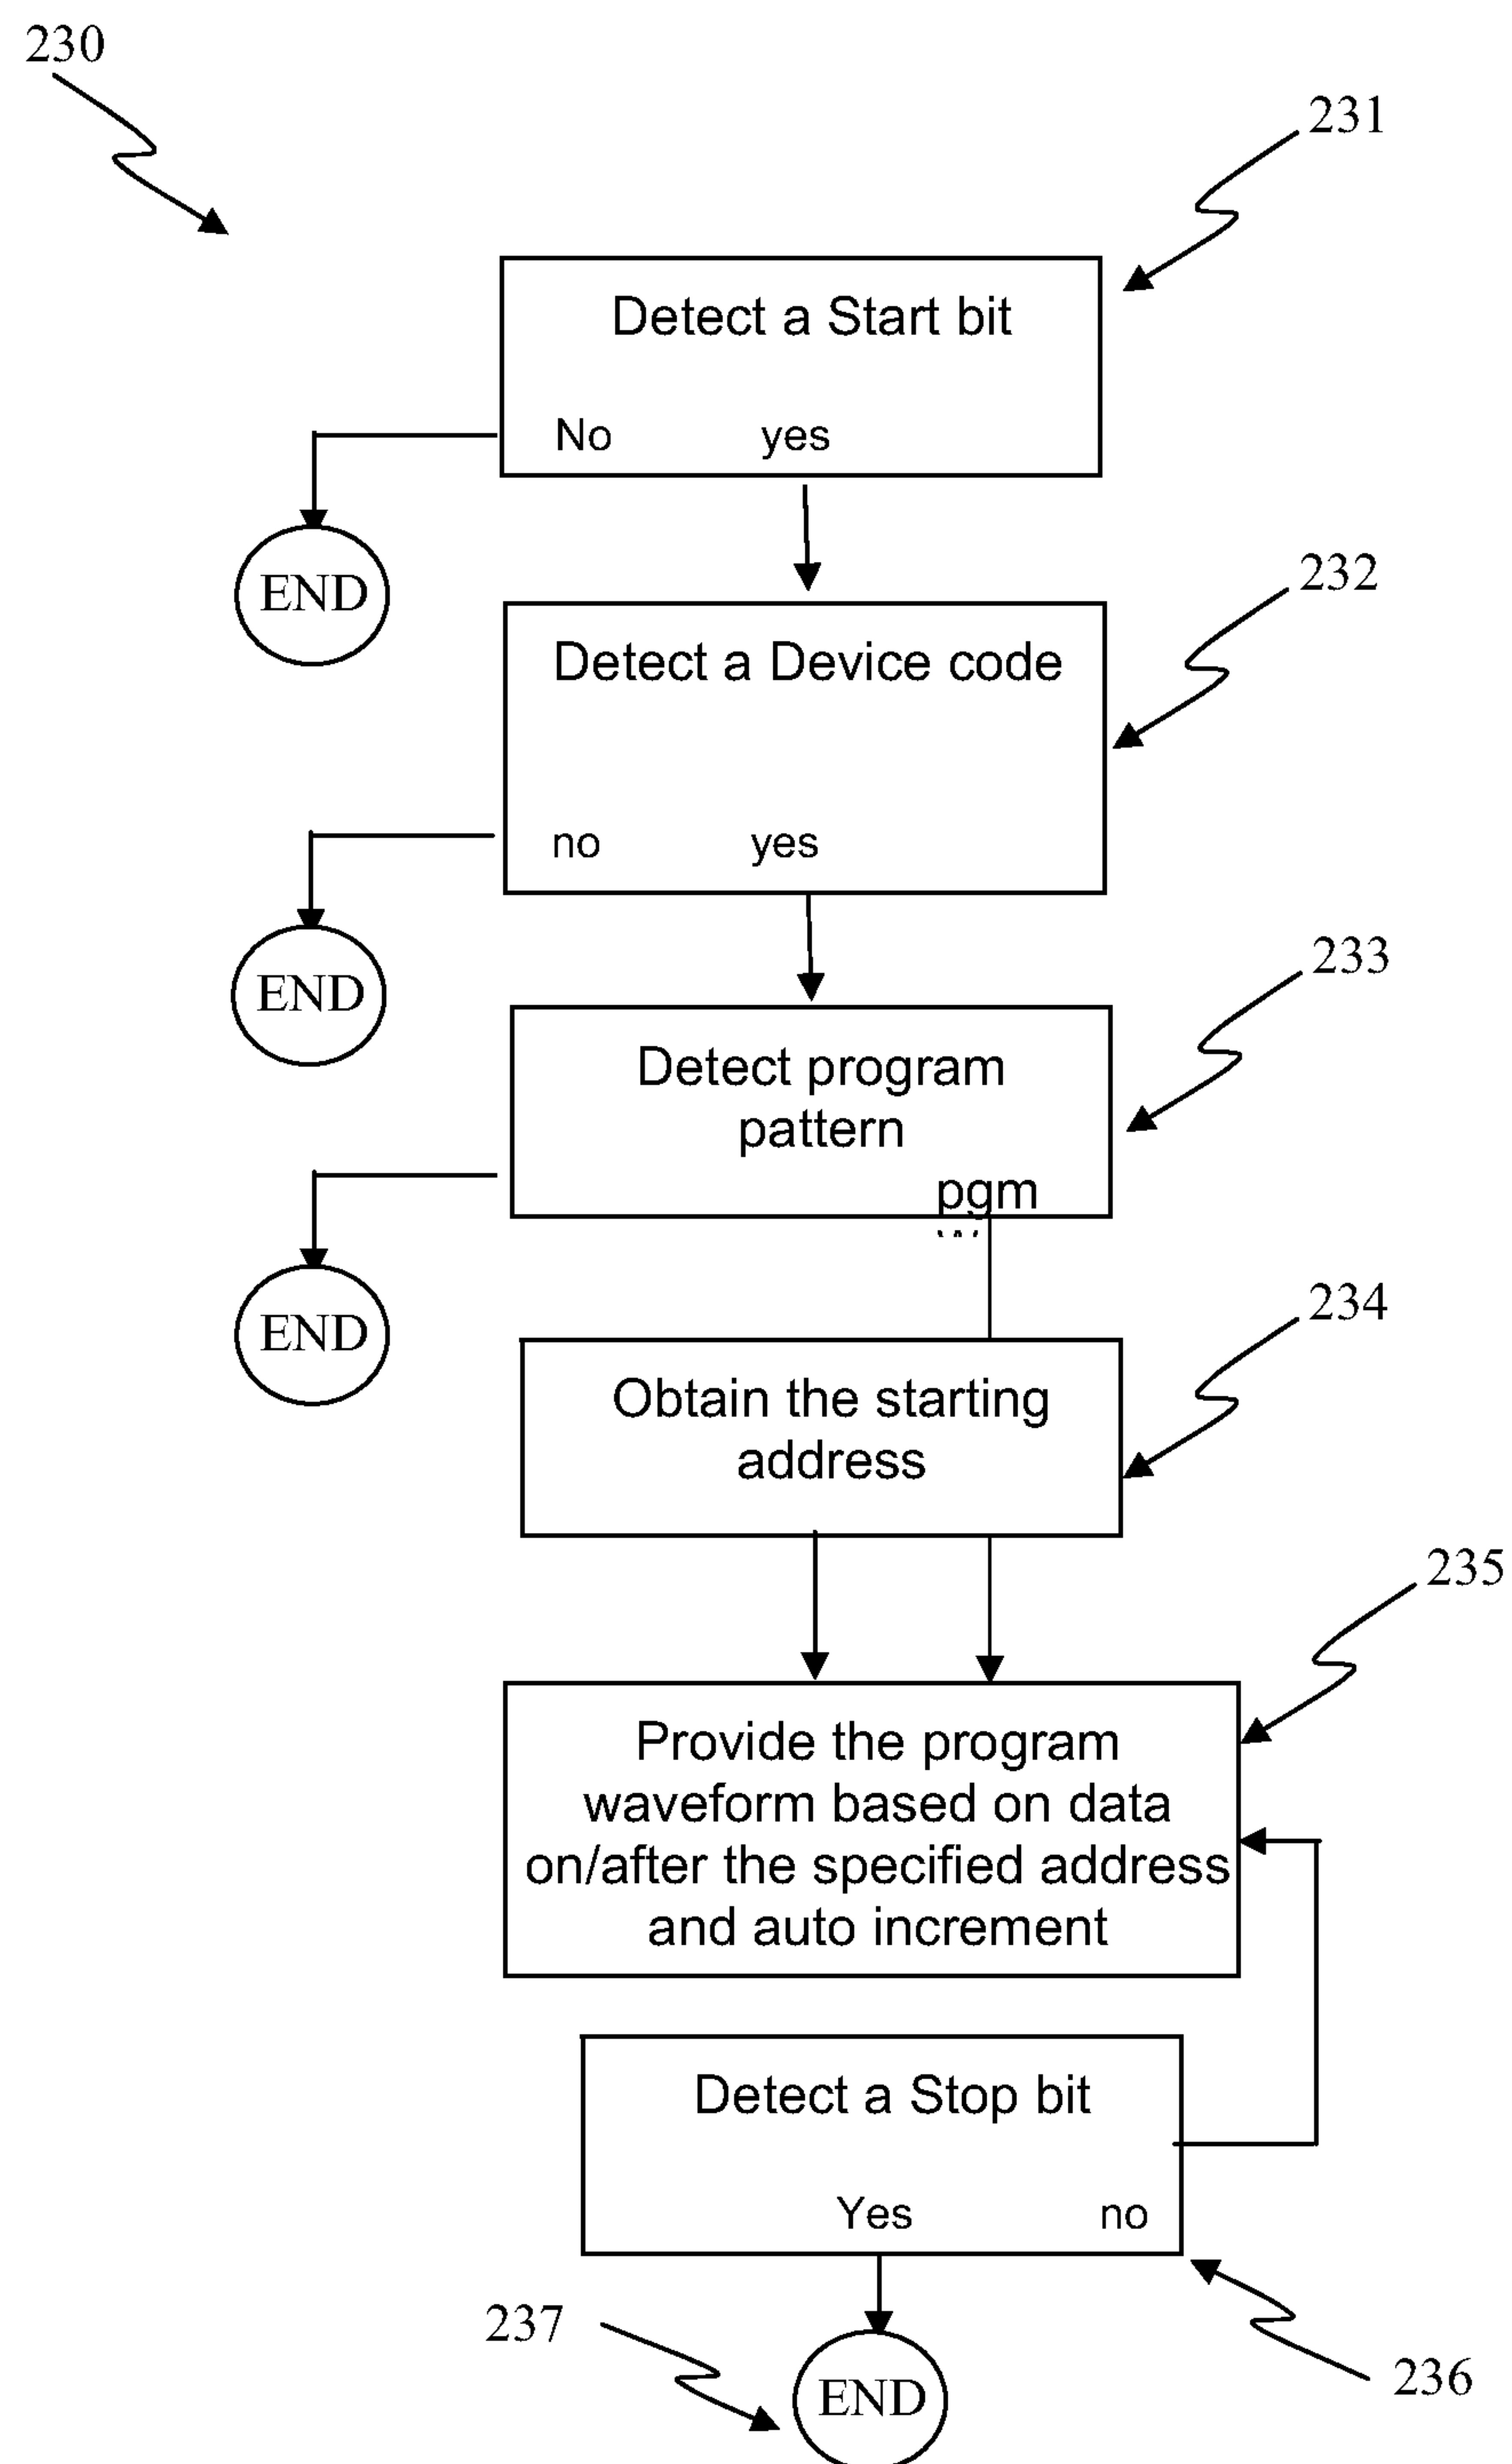 230
231
Detect a Start bit
No yes
END
232
Detect a Device code
no yes
END
233
Detect program
pattern
pgm
END
234
Obtain the starting
address
235
Provide the program
waveform based on data
on/after the specified address
and auto increment
Detect a Stop bit
Yes no
237
236
END